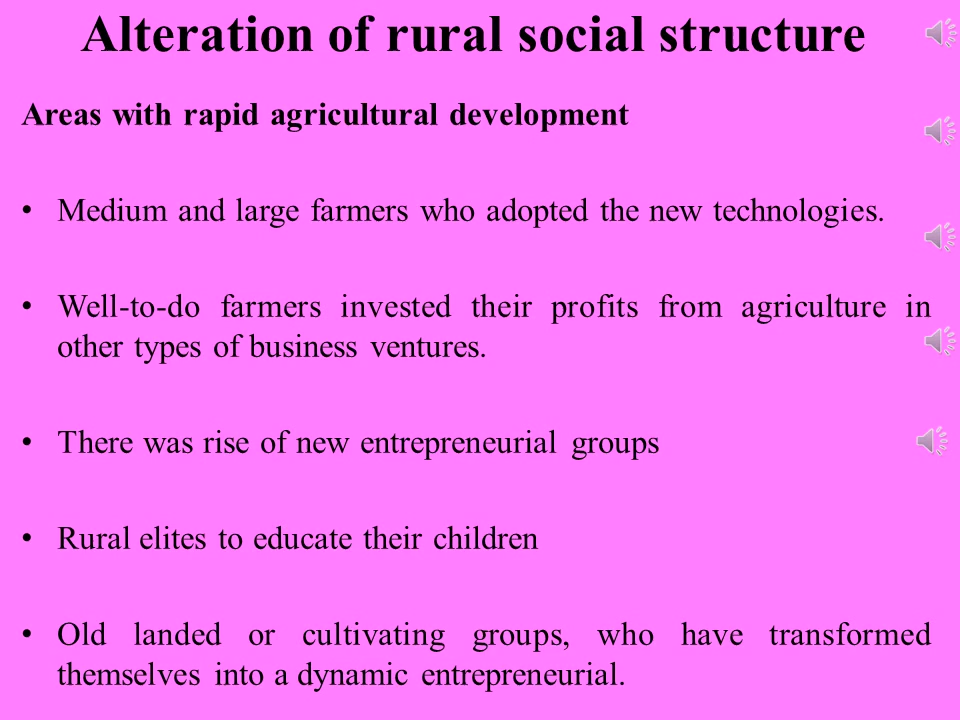 Alteration of rural social structure
Areas with rapid agricultural development
• Medium and large farmers who adopted the new technologies.
• Well-to-do farmers invested their profits from agriculture in
other types of business ventures.
• There was rise of new entrepreneurial groups
• Rural elites to educate their children
• Old landed or cultivating groups, who have transformed
themselves into a dynamic entrepreneurial.